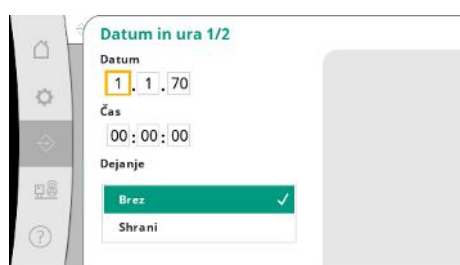 Datum in ura 1/2
Datum
1 . 1 . 70
Čas
00 : 00 : 00
Dejanje
Brez
Shrani